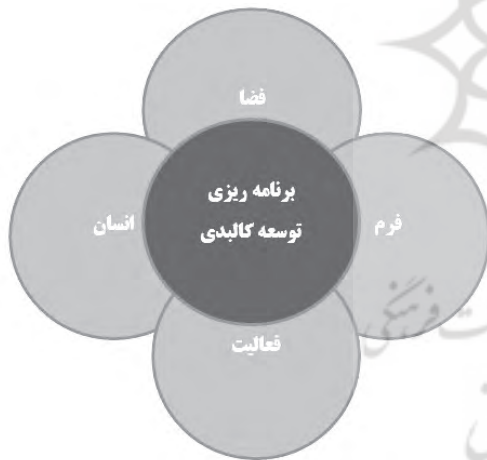 فضا
برنامه ریزی
توسعه کالبدی
انسان
فرم
فعالیت